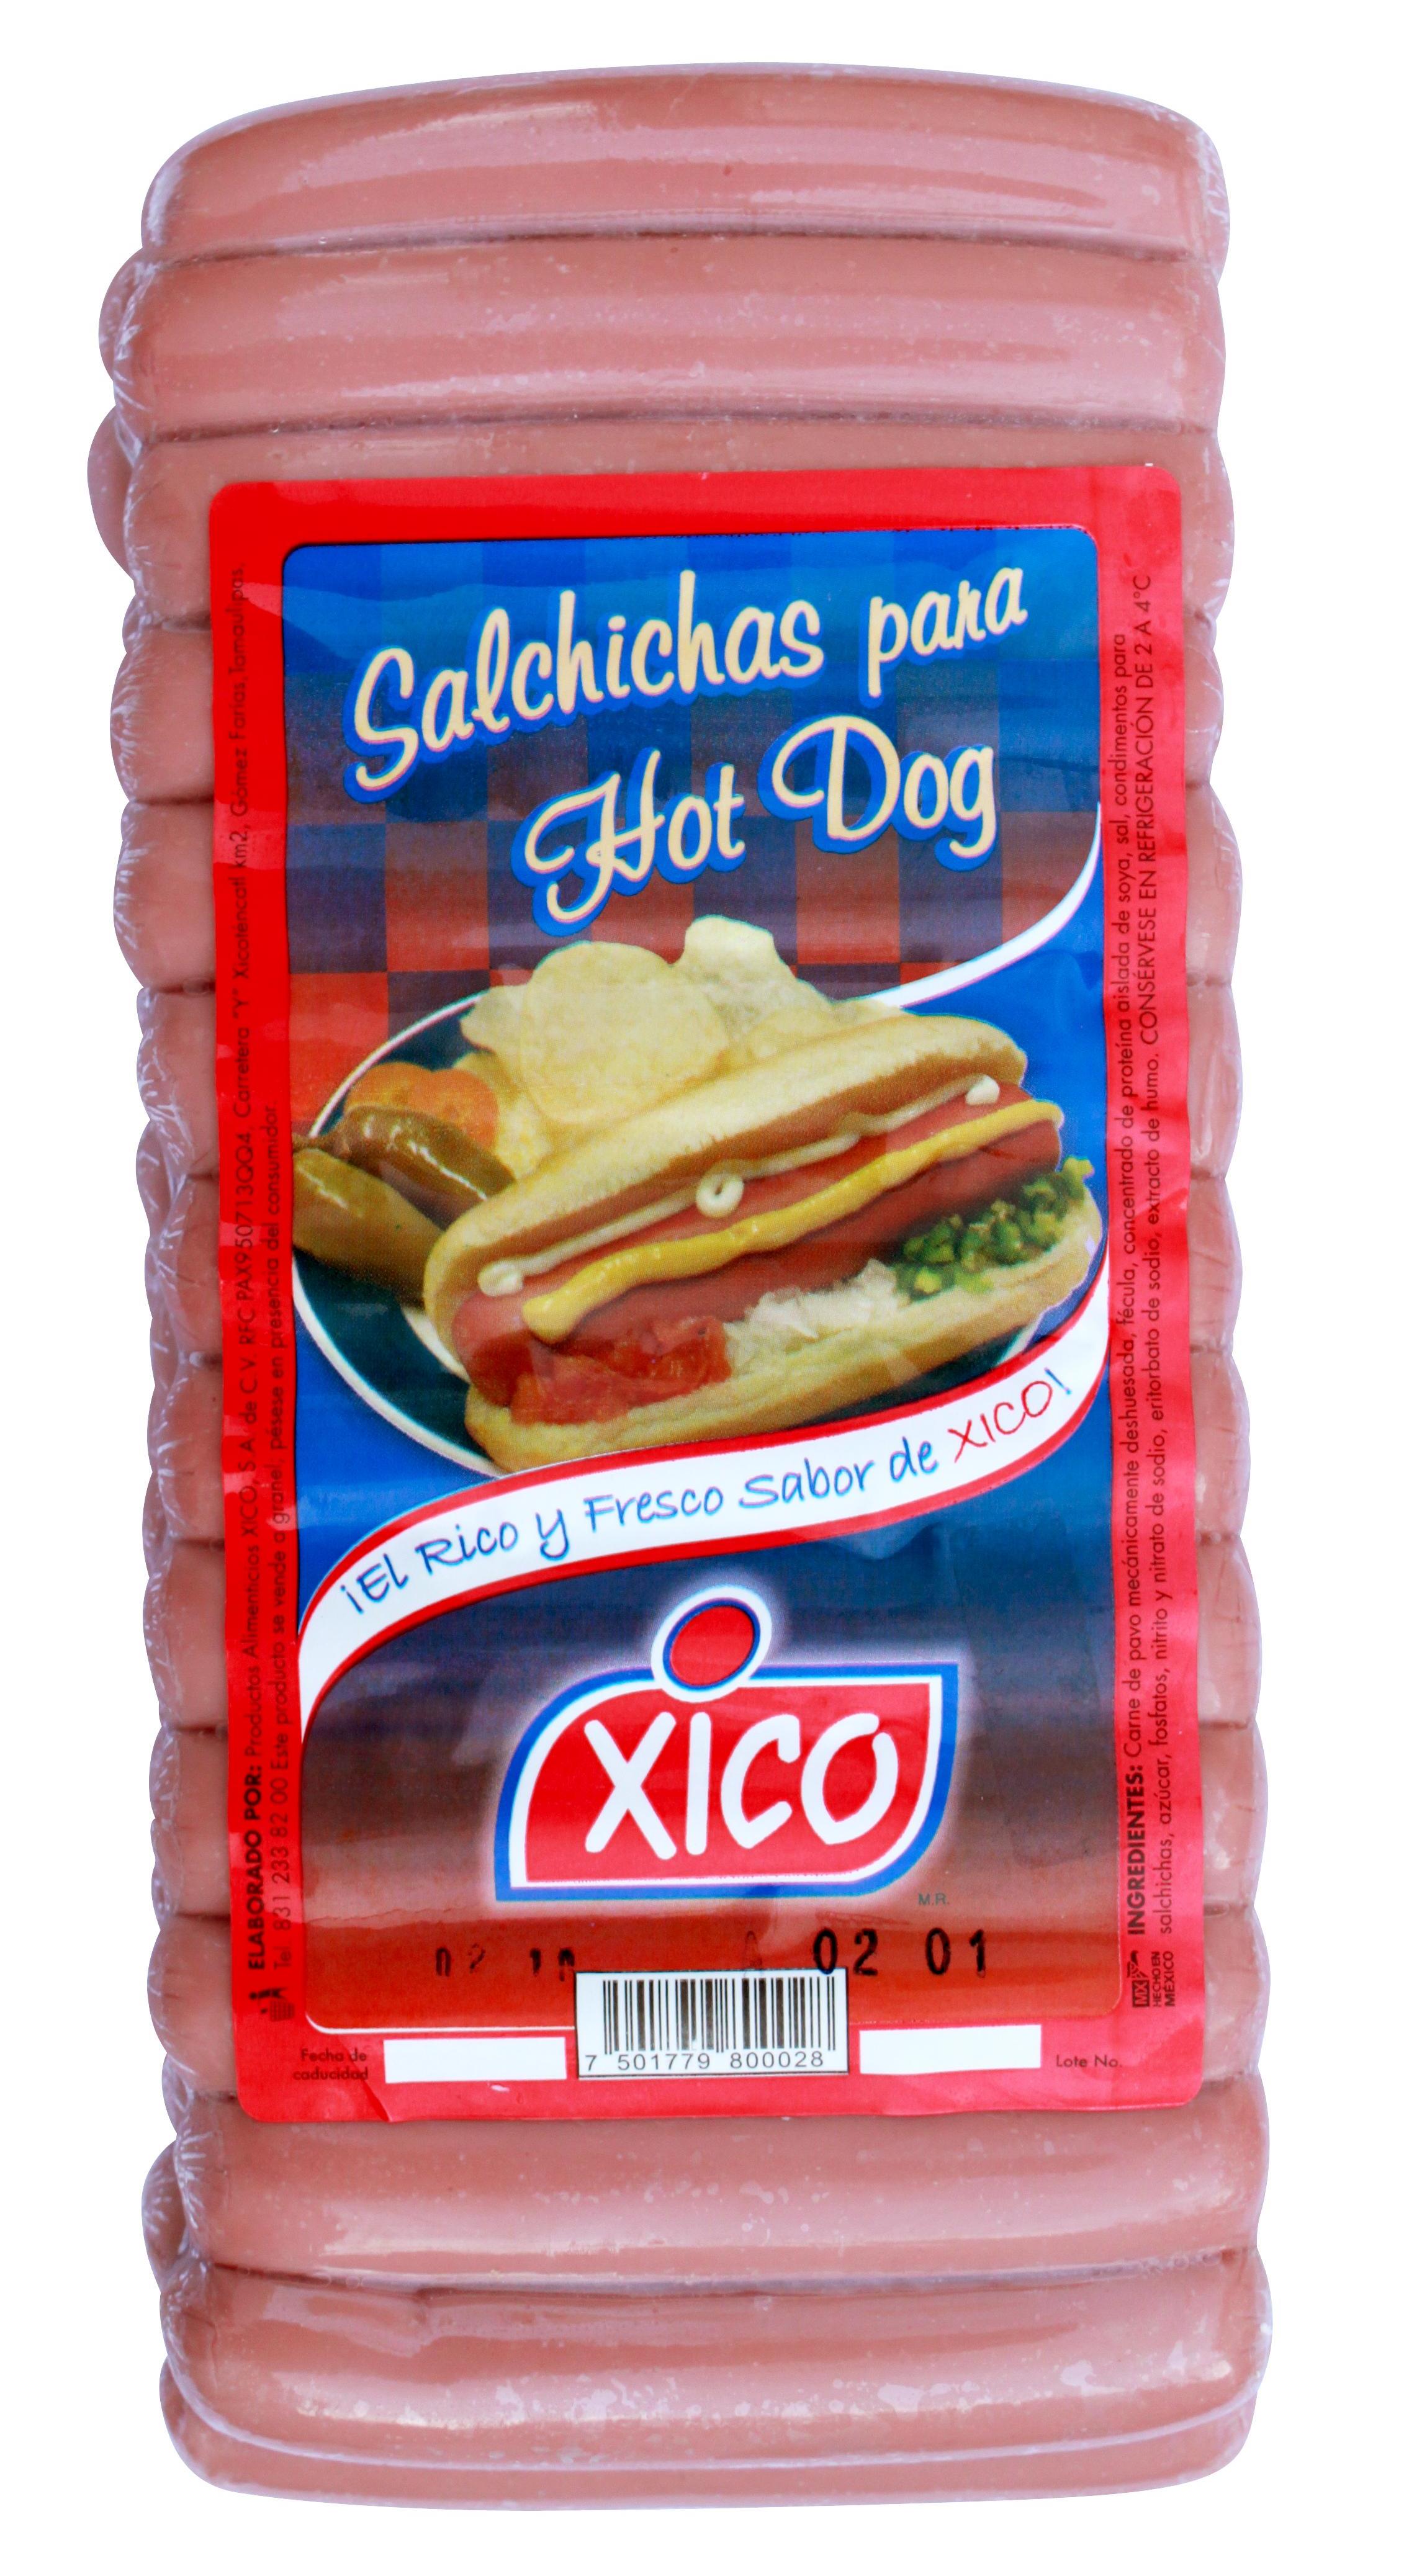 Salchichas para
Hot Dog
¡El Rico y Fresco Sabor de XICO!
XICO
M.R.
02 01
7 501779 800028
Fecha de
caducidad
Lote No.
ELABORADO POR: Productos Alimenticios XICO, S.A. de C.V. RFC PAX950713QQ4, Carretera "Y" Xicoténcatl km2, Gómez Farías, Tamaulipas.
Tel. 831 233 82 00 Este producto se vende a granel, pésese en presencia del consumidor.
INGREDIENTES: Carne de pavo mecánicamente deshuesada, fécula, concentrado de proteína aislada de soya, sal, condimentos para
salchichas, azúcar, fosfatos, nitrito y nitrato de sodio, eritorbato de sodio, extracto de humo. CONSÉRVESE EN REFRIGERACIÓN DE 2 A 4°C
MX
HECHO EN
MÉXICO